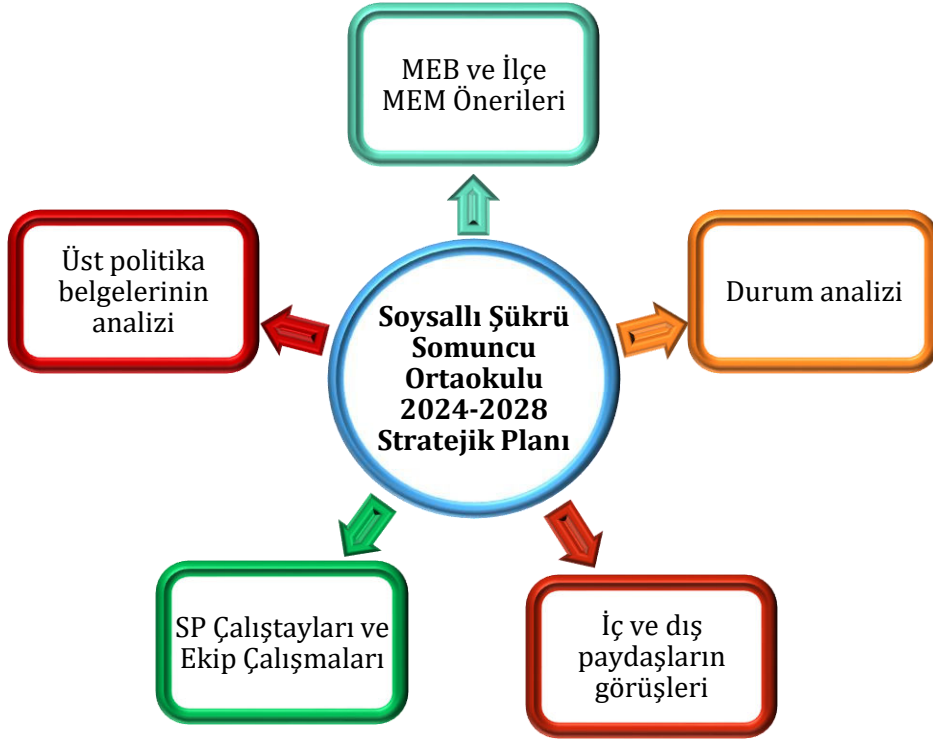 MEB ve İlçe
MEM Önerileri
Üst politika
belgelerinin
analizi
Durum analizi
Soysallı Şükrü
Somuncu
Ortaokulu
2024-2028
Stratejik Planı
SP Çalıştayları ve
Ekip Çalışmaları
İç ve dış
paydaşların
görüşleri